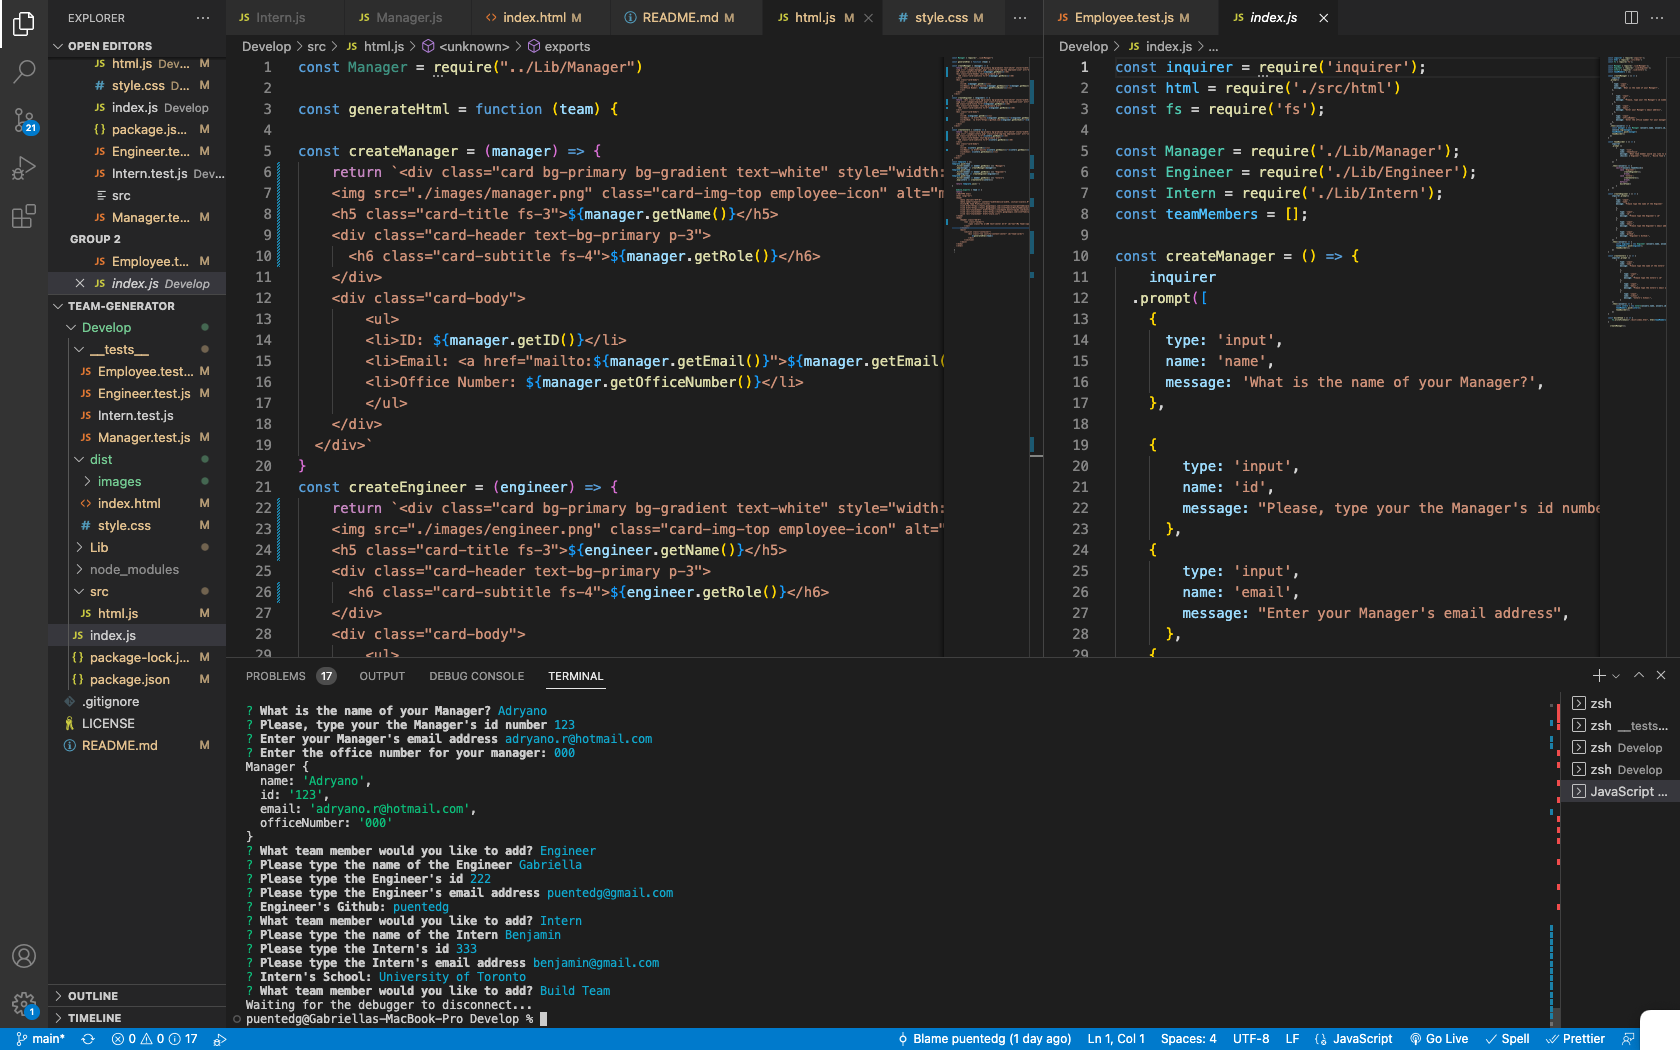 EXPLORER
OPEN EDITORS
JS html.js Dev... M
# style.css D... M
JS index.js Develop
{} package.js... M
JS Engineer.te... M
JS Intern.test.js Dev...
src
JS Manager.te... M
GROUP 2
JS Employee.t... M
JS index.js Develop
TEAM-GENERATOR
Develop
__tests__
JS Employee.test... M
JS Engineer.test.js M
JS Intern.test.js
JS Manager.test.js M
dist
images
<> index.html M
# style.css M
Lib
node_modules
src
JS html.js M
JS index.js
{} package-lock.j... M
{} package.json M
.gitignore
LICENSE
README.md M
OUTLINE
TIMELINE
21
1
JS Intern.js JS Manager.js <> index.html M README.md M JS html.js M # style.css M ...
Develop > src > JS html.js > <unknown> > exports
1 const Manager = require("../Lib/Manager")
2
3 const generateHtml = function (team) {
4
5 const createManager = (manager) => {
6 return `<div class="card bg-primary bg-gradient text-white" style="width:
7 <img src="./images/manager.png" class="card-img-top employee-icon" alt="m
8 <h5 class="card-title fs-3">${manager.getName()}</h5>
9 <div class="card-header text-bg-primary p-3">
10 <h6 class="card-subtitle fs-4">${manager.getRole()}</h6>
11 </div>
12 <div class="card-body">
13 <ul>
14 <li>ID: ${manager.getID()}</li>
15 <li>Email: <a href="mailto:${manager.getEmail()}">${manager.getEmail(
16 <li>Office Number: ${manager.getOfficeNumber()}</li>
17 </ul>
18 </div>
19 </div>`
20 }
21 const createEngineer = (engineer) => {
22 return `<div class="card bg-primary bg-gradient text-white" style="width:
23 <img src="./images/engineer.png" class="card-img-top employee-icon" alt="
24 <h5 class="card-title fs-3">${engineer.getName()}</h5>
25 <div class="card-header text-bg-primary p-3">
26 <h6 class="card-subtitle fs-4">${engineer.getRole()}</h6>
27 </div>
28 <div class="card-body">
29 <ul>
JS Employee.test.js M JS index.js
Develop > JS index.js > ...
1 const inquirer = require('inquirer');
2 const html = require('./src/html')
3 const fs = require('fs');
4
5 const Manager = require('./Lib/Manager');
6 const Engineer = require('./Lib/Engineer');
7 const Intern = require('./Lib/Intern');
8 const teamMembers = [];
9
10 const createManager = () => {
11 inquirer
12 .prompt([
13 {
14 type: 'input',
15 name: 'name',
16 message: 'What is the name of your Manager?',
17 },
18
19 {
20 type: 'input',
21 name: 'id',
22 message: "Please, type your the Manager's id numbe
23 },
24 {
25 type: 'input',
26 name: 'email',
27 message: "Enter your Manager's email address",
28 },
29 {
PROBLEMS 17 OUTPUT DEBUG CONSOLE TERMINAL
? What is the name of your Manager? Adryano
? Please, type your the Manager's id number 123
? Enter your Manager's email address adryano.r@hotmail.com
? Enter the office number for your manager: 000
Manager {
name: 'Adryano',
id: '123',
email: 'adryano.r@hotmail.com',
officeNumber: '000'
}
? What team member would you like to add? Engineer
? Please type the name of the Engineer Gabriella
? Please type the Engineer's id 222
? Please type the Engineer's email address puentedg@gmail.com
? Engineer's Github: puentedg
? What team member would you like to add? Intern
? Please type the name of the Intern Benjamin
? Please type the Intern's id 333
? Please type the Intern's email address benjamin@gmail.com
? Intern's School: University of Toronto
? What team member would you like to add? Build Team
Waiting for the debugger to disconnect...
puentedg@Gabriellas-MacBook-Pro Develop %
zsh
zsh __tests...
zsh Develop
zsh Develop
JavaScript ...
main* 0 0 17 Blame puentedg (1 day ago) Ln 1, Col 1 Spaces: 4 UTF-8 LF {} JavaScript Go Live Spell Prettier